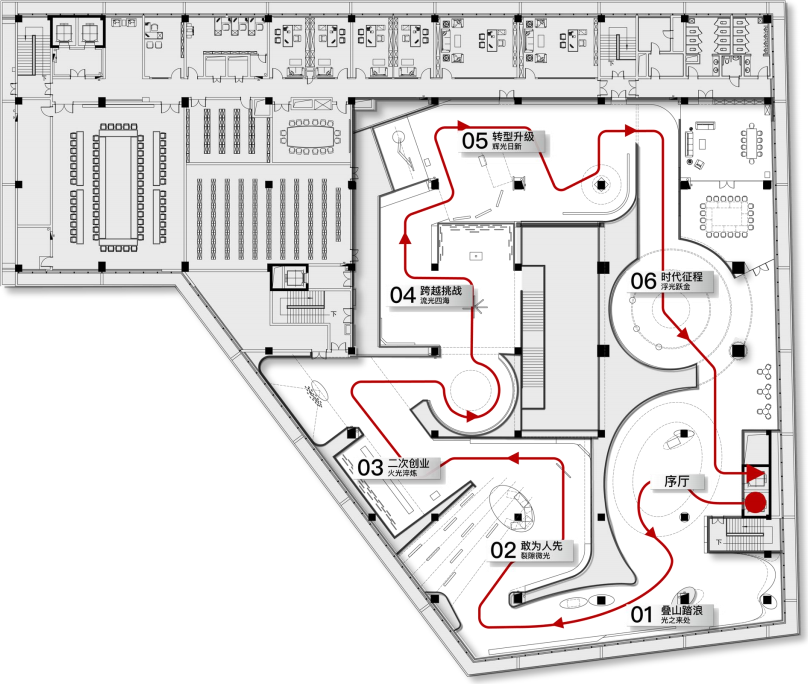 05 转型升级
辉光日新
06 时代征程
浮光跃金
04 跨越挑战
流光四海
下
03 二次创业
火光淬炼
序厅
02 敢为人先
裂隙微光
下
01 叠山踏浪
光之来处